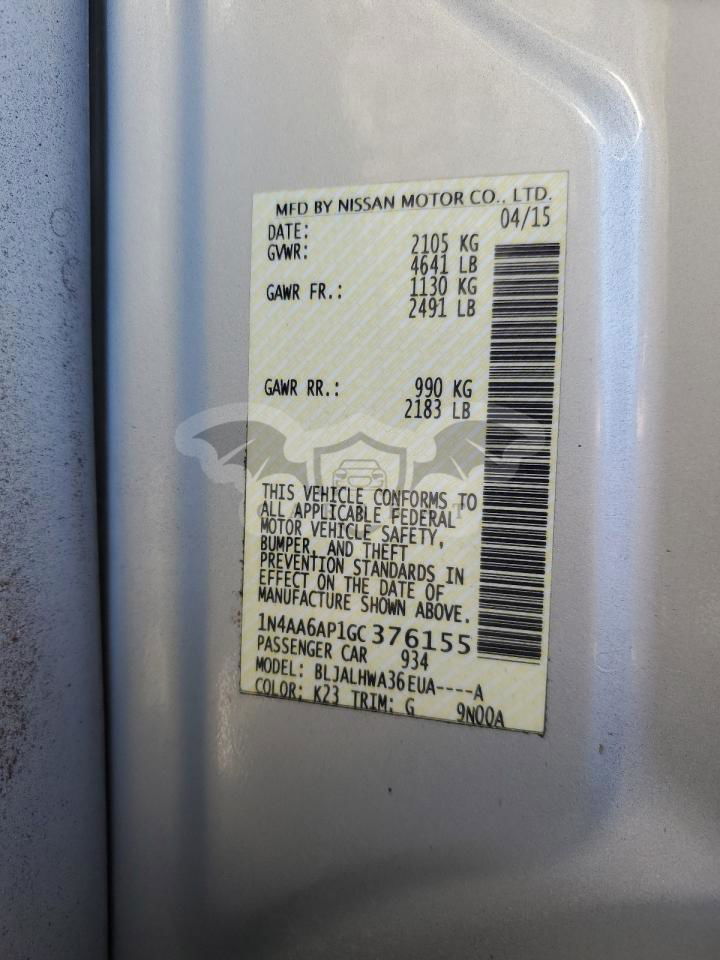 MFD BY NISSAN MOTOR CO., LTD.
DATE: 04/15
GVWR: 2105 KG
4641 LB
GAWR FR.: 1130 KG
2491 LB
GAWR RR.: 990 KG
2183 LB
THIS VEHICLE CONFORMS TO
ALL APPLICABLE FEDERAL
MOTOR VEHICLE SAFETY,
BUMPER, AND THEFT
PREVENTION STANDARDS IN
EFFECT ON THE DATE OF
MANUFACTURE SHOWN ABOVE.
1N4AA6AP1GC376155
PASSENGER CAR 934
MODEL: BLJALHWA36EUA----A
COLOR: K23 TRIM: G 9N00A